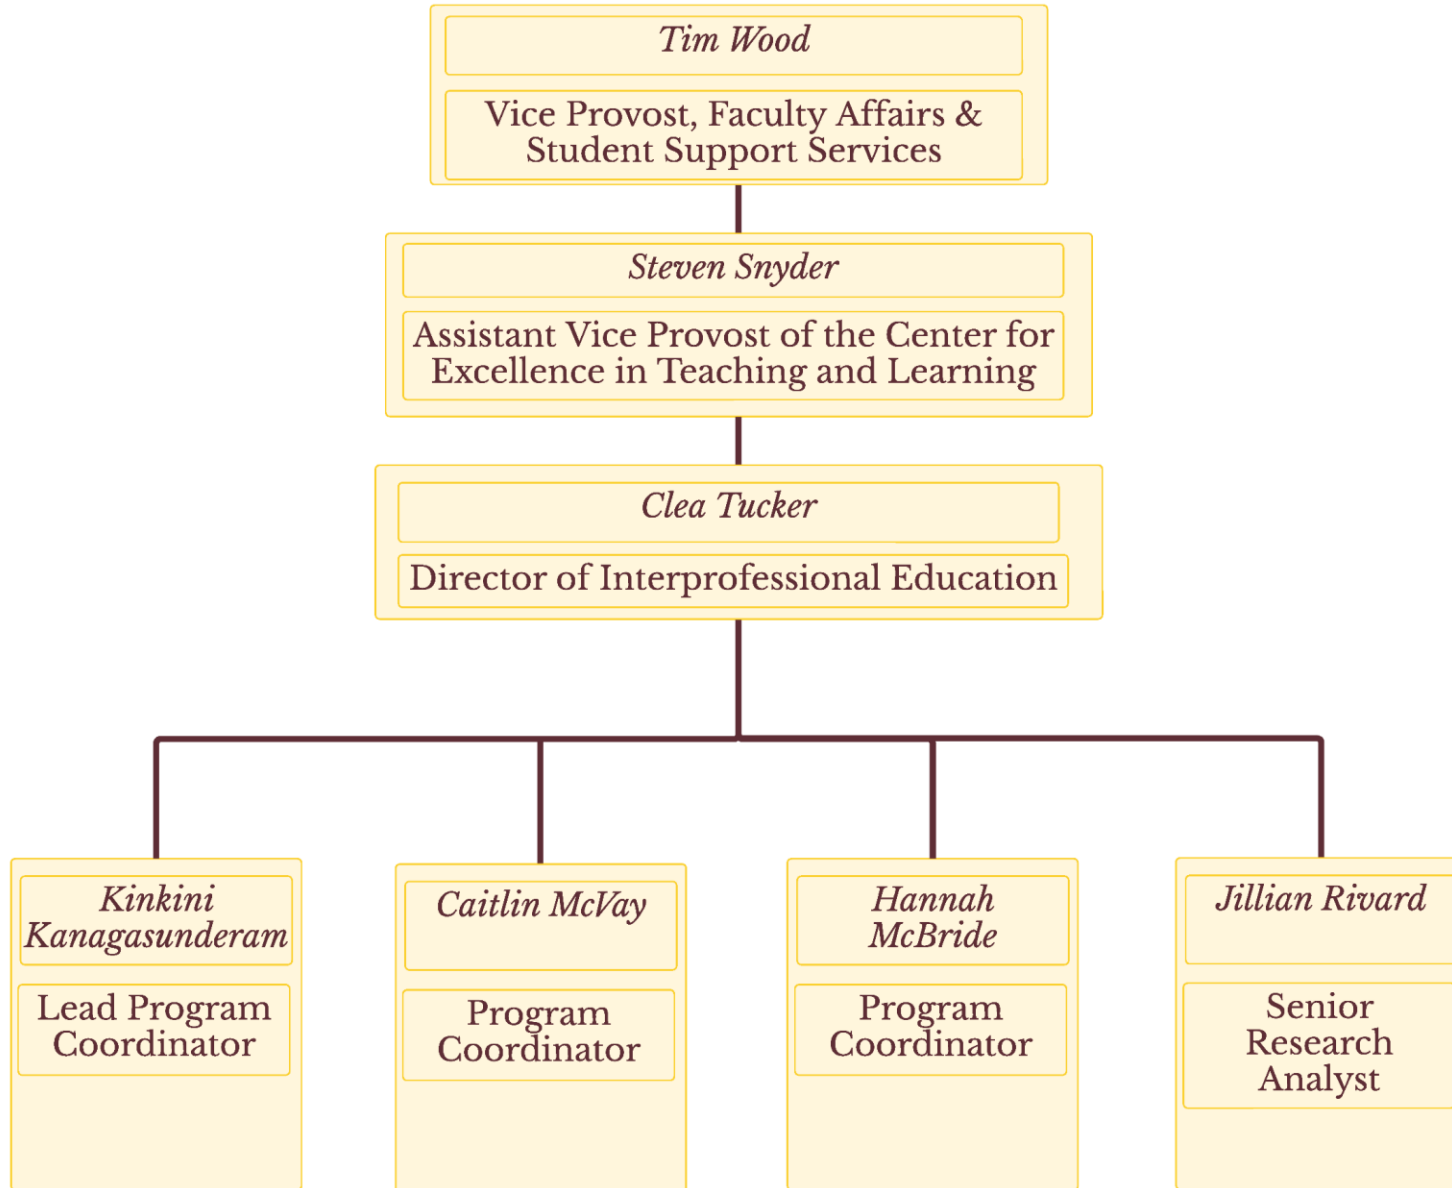 Tim Wood
Vice Provost, Faculty Affairs &
Student Support Services
Steven Snyder
Assistant Vice Provost of the Center for
Excellence in Teaching and Learning
Clea Tucker
Director of Interprofessional Education
Kinkini
Kanagasunderam
Lead Program
Coordinator
Caitlin McVay
Program
Coordinator
Hannah
McBride
Program
Coordinator
Jillian Rivard
Senior
Research
Analyst